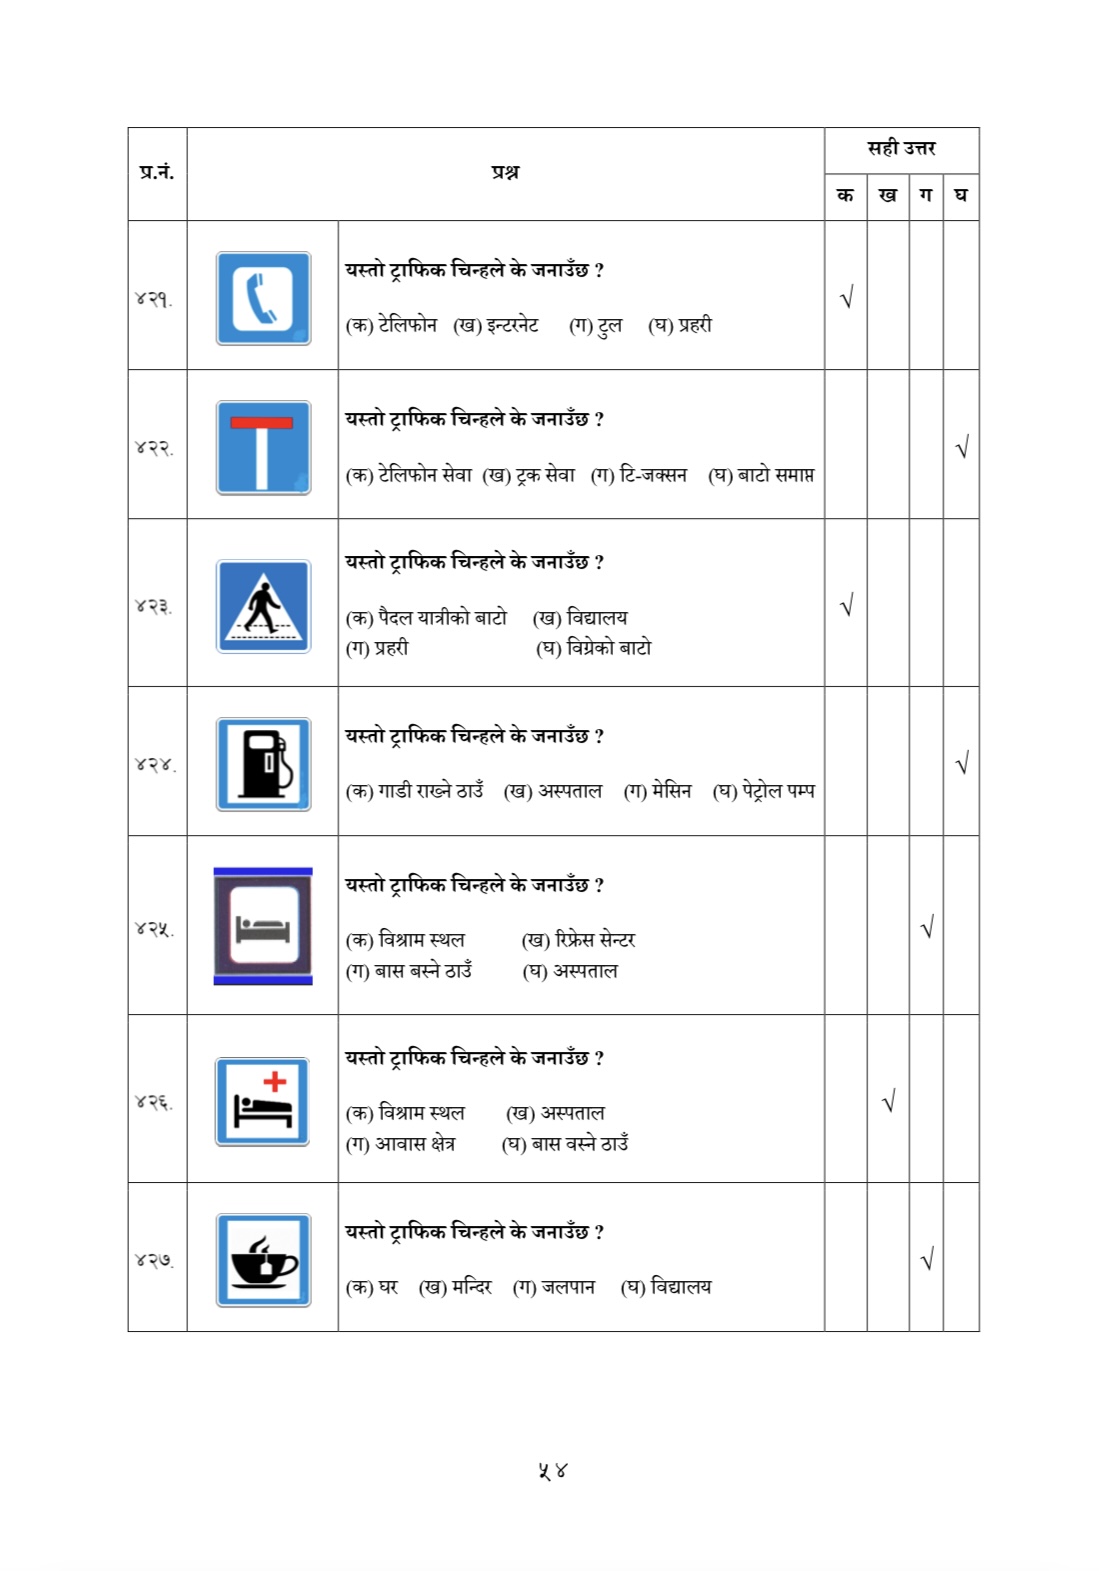 प्र.नं. प्रश्न सही उत्तर
क ख ग घ
४२१. यस्तो ट्राफिक चिन्हले के जनाउँछ ?
(क) टेलिफोन (ख) इन्टरनेट (ग) टुल (घ) प्रहरी √
४२२. यस्तो ट्राफिक चिन्हले के जनाउँछ ?
(क) टेलिफोन सेवा (ख) ट्रक सेवा (ग) टि-जक्सन (घ) बाटो समाप्त √
४२३. यस्तो ट्राफिक चिन्हले के जनाउँछ ?
(क) पैदल यात्रीको बाटो (ख) विद्यालय √
(ग) प्रहरी (घ) विग्रेको बाटो
४२४. यस्तो ट्राफिक चिन्हले के जनाउँछ ?
(क) गाडी राख्ने ठाउँ (ख) अस्पताल (ग) मेसिन (घ) पेट्रोल पम्प √
४२५. यस्तो ट्राफिक चिन्हले के जनाउँछ ?
(क) विश्राम स्थल (ख) रिफ्रेस सेन्टर √
(ग) बास बस्ने ठाउँ (घ) अस्पताल
४२६. यस्तो ट्राफिक चिन्हले के जनाउँछ ?
(क) विश्राम स्थल (ख) अस्पताल √
(ग) आवास क्षेत्र (घ) बास वस्ने ठाउँ
४२७. यस्तो ट्राफिक चिन्हले के जनाउँछ ?
(क) घर (ख) मन्दिर (ग) जलपान (घ) विद्यालय √
५४